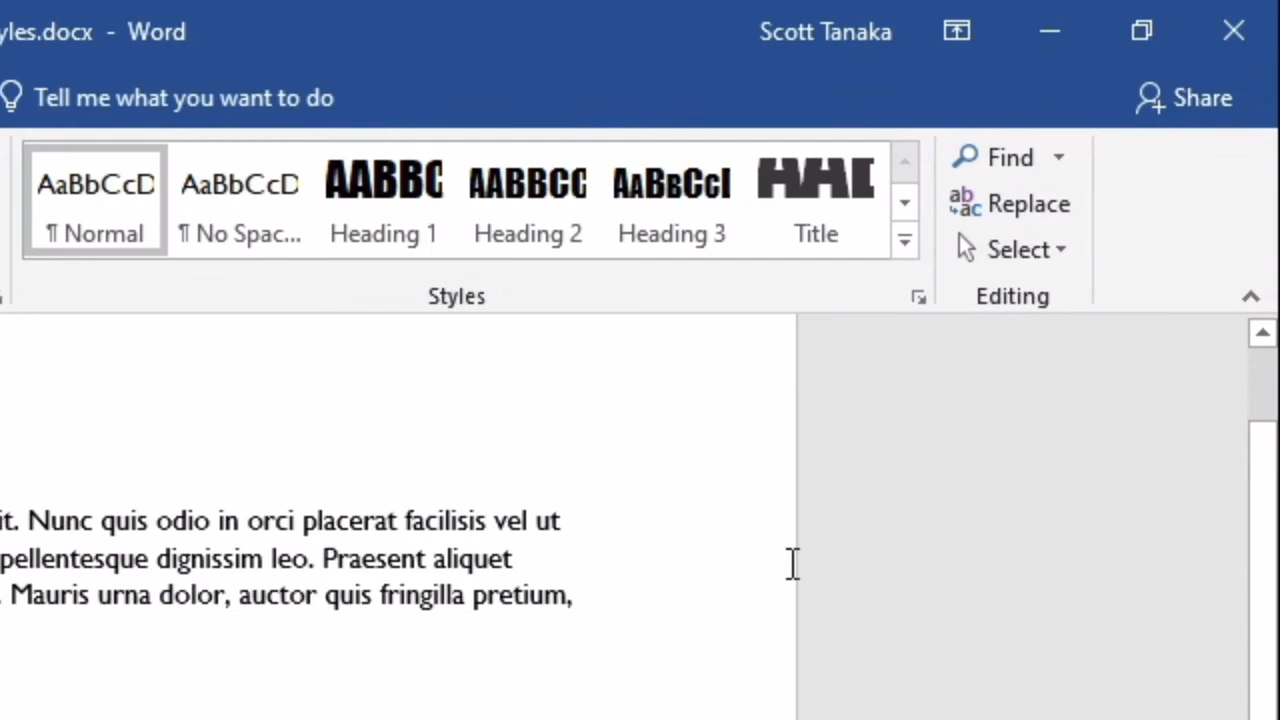 yles.docx - Word
Scott Tanaka
Tell me what you want to do
Share
AaBbCcD AaBbCcD AABBC AABBCC AaBbCcI AAB
¶ Normal ¶ No Spac... Heading 1 Heading 2 Heading 3 Title
Styles
Find
Replace
Select
Editing
it. Nunc quis odio in orci placerat facilisis vel ut
pellentesque dignissim leo. Praesent aliquet
. Mauris urna dolor, auctor quis fringilla pretium,